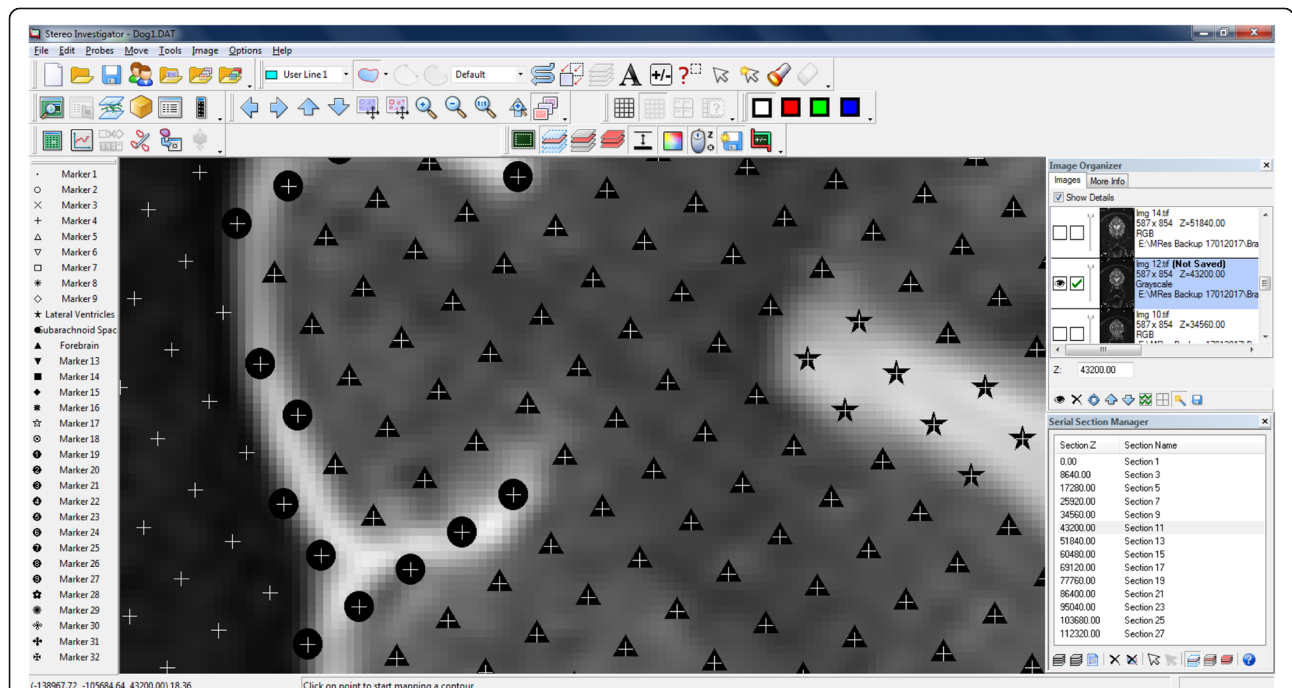 Stereo Investigator - Dog1.DAT
File Edit Probes Move Tools Image Options Help
User Line 1
Default
Marker 1
Marker 2
Marker 3
Marker 4
Marker 5
Marker 6
Marker 7
Marker 8
Marker 9
Lateral Ventricles
Subarachnoid Spac
Forebrain
Marker 13
Marker 14
Marker 15
Marker 16
Marker 17
Marker 18
Marker 19
Marker 20
Marker 21
Marker 22
Marker 23
Marker 24
Marker 25
Marker 26
Marker 27
Marker 28
Marker 29
Marker 30
Marker 31
Marker 32
Image Organizer
Images More Info
Show Details
Img 14.tif
587 x 854 Z=51840.00
RGB
E:\MRes Backup 17012017\Bra
Img 12.tif (Not Saved)
587 x 854 Z=43200.00
Grayscale
E:\MRes Backup 17012017\Bra
Img 10.tif
587 x 854 Z=34560.00
RGB
Z: 43200.00
Serial Section Manager
Section Z Section Name
0.00 Section 1
8640.00 Section 3
17280.00 Section 5
25920.00 Section 7
34560.00 Section 9
43200.00 Section 11
51840.00 Section 13
60480.00 Section 15
69120.00 Section 17
77760.00 Section 19
86400.00 Section 21
95040.00 Section 23
103680.00 Section 25
112320.00 Section 27
(-138967.72, -105684.64, 43200.00) 18.36
Click on point to start mapping a contour